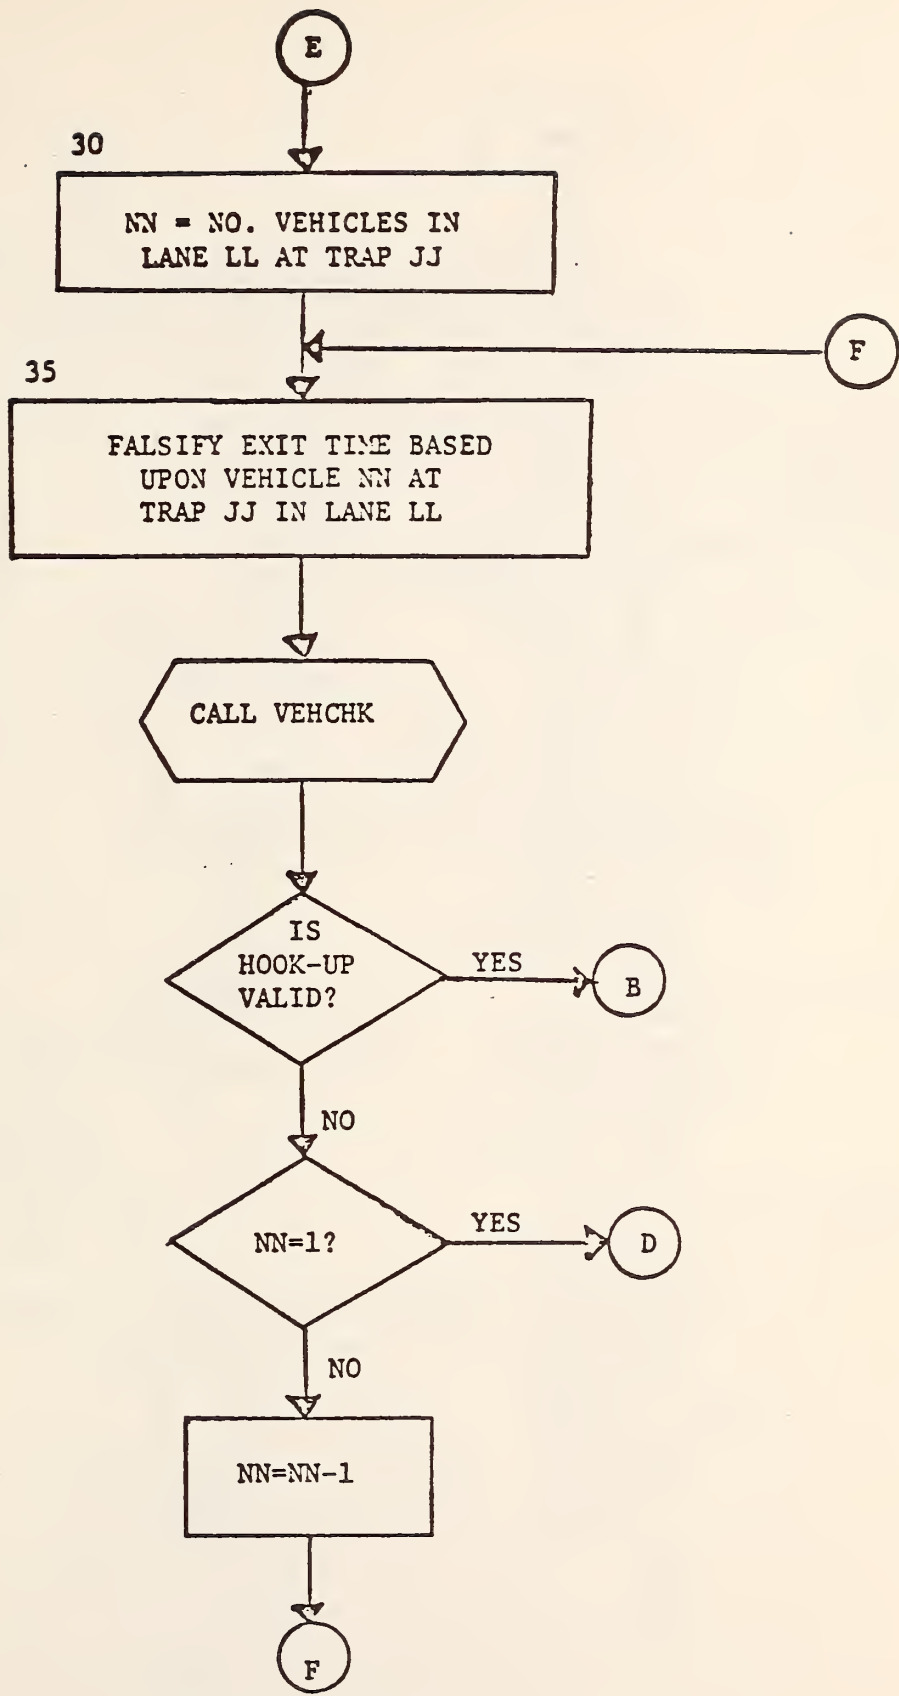 E
30
NN = NO. VEHICLES IN
LANE LL AT TRAP JJ
F
35
FALSIFY EXIT TIME BASED
UPON VEHICLE NN AT
TRAP JJ IN LANE LL
CALL VEHCHK
IS
HOOK-UP
VALID?
YES
B
NO
NN=1?
YES
D
NO
NN=NN-1
F